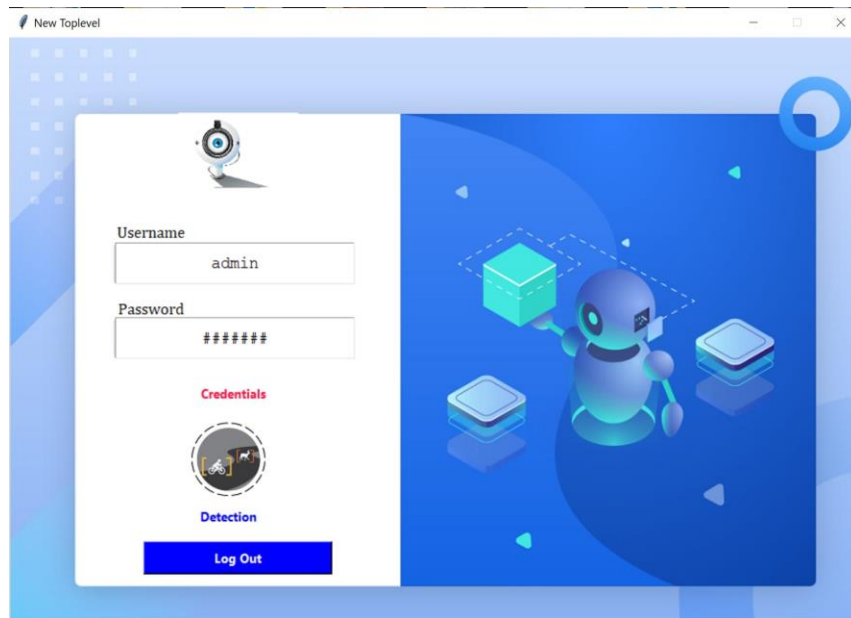 New Toplevel
Username
admin
Password
#######
Credentials
Detection
Log Out